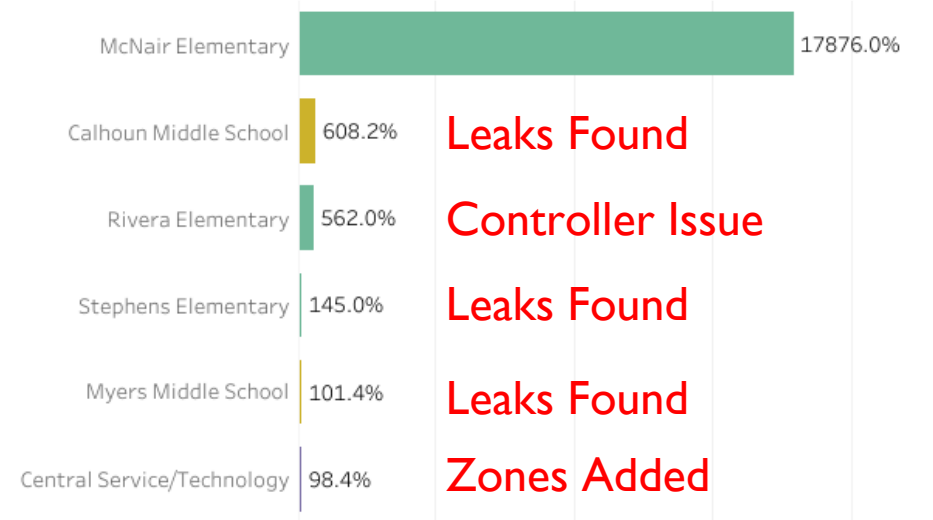 McNair Elementary 17876.0%
Calhoun Middle School 608.2% Leaks Found
Rivera Elementary 562.0% Controller Issue
Stephens Elementary 145.0% Leaks Found
Myers Middle School 101.4% Leaks Found
Central Service/Technology 98.4% Zones Added